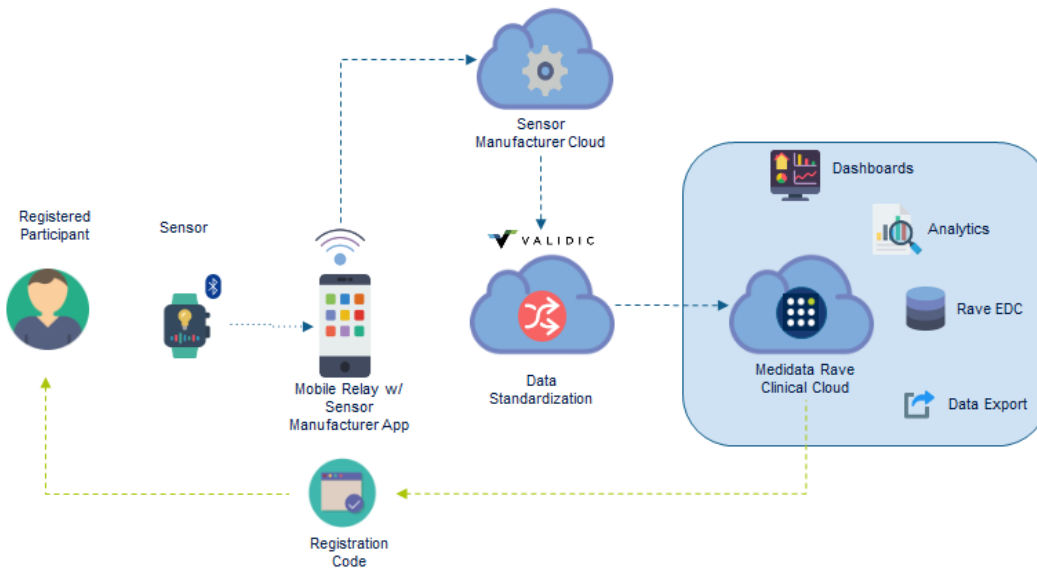 Sensor
Manufacturer Cloud
Dashboards
Registered
Participant
Sensor
Analytics
VALIDIC
Rave EDC
Mobile Relay w/
Sensor
Manufacturer App
Data
Standardization
Medidata Rave
Clinical Cloud
Data Export
Registration
Code